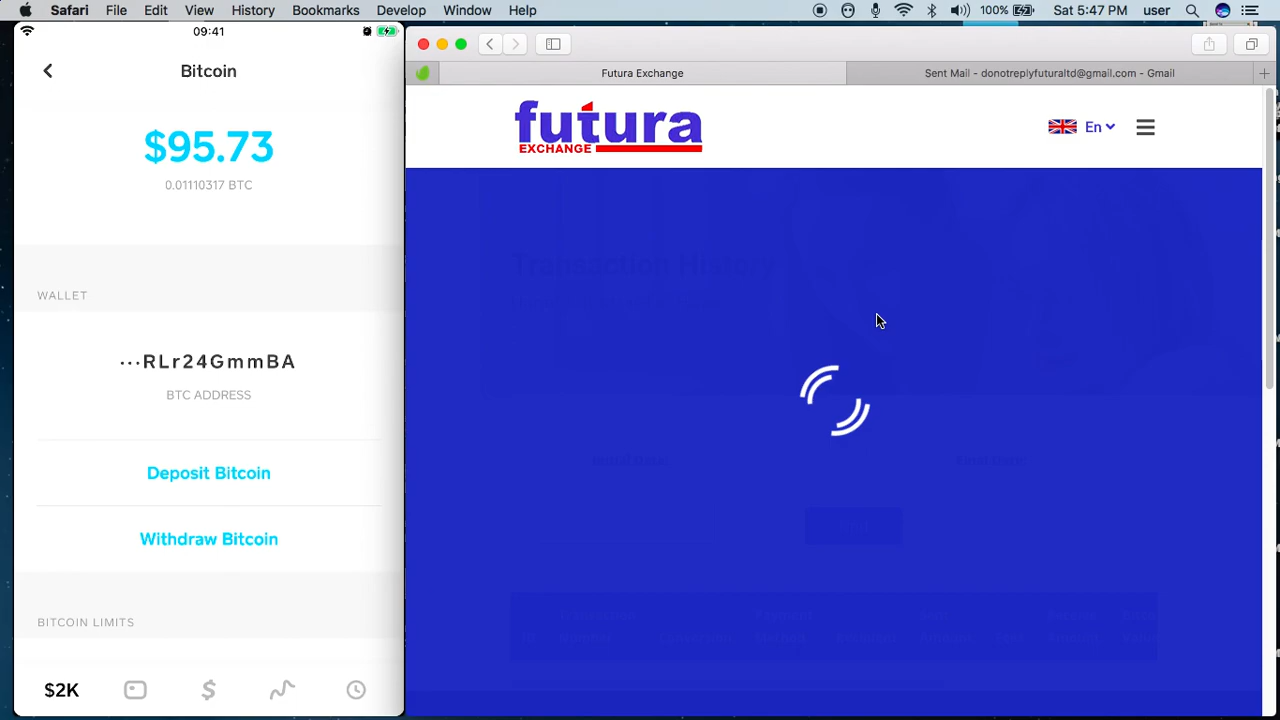 Safari File Edit View History Bookmarks Develop Window Help 100% Sat 5:47 PM user
09:41
Bitcoin
$95.73
0.01110317 BTC
WALLET
···RLr24GmmBA
BTC ADDRESS
Deposit Bitcoin
Withdraw Bitcoin
BITCOIN LIMITS
$2K
Futura Exchange
Sent Mail - donotreplyfuturaltd@gmail.com - Gmail
futura
EXCHANGE
En
Transaction History